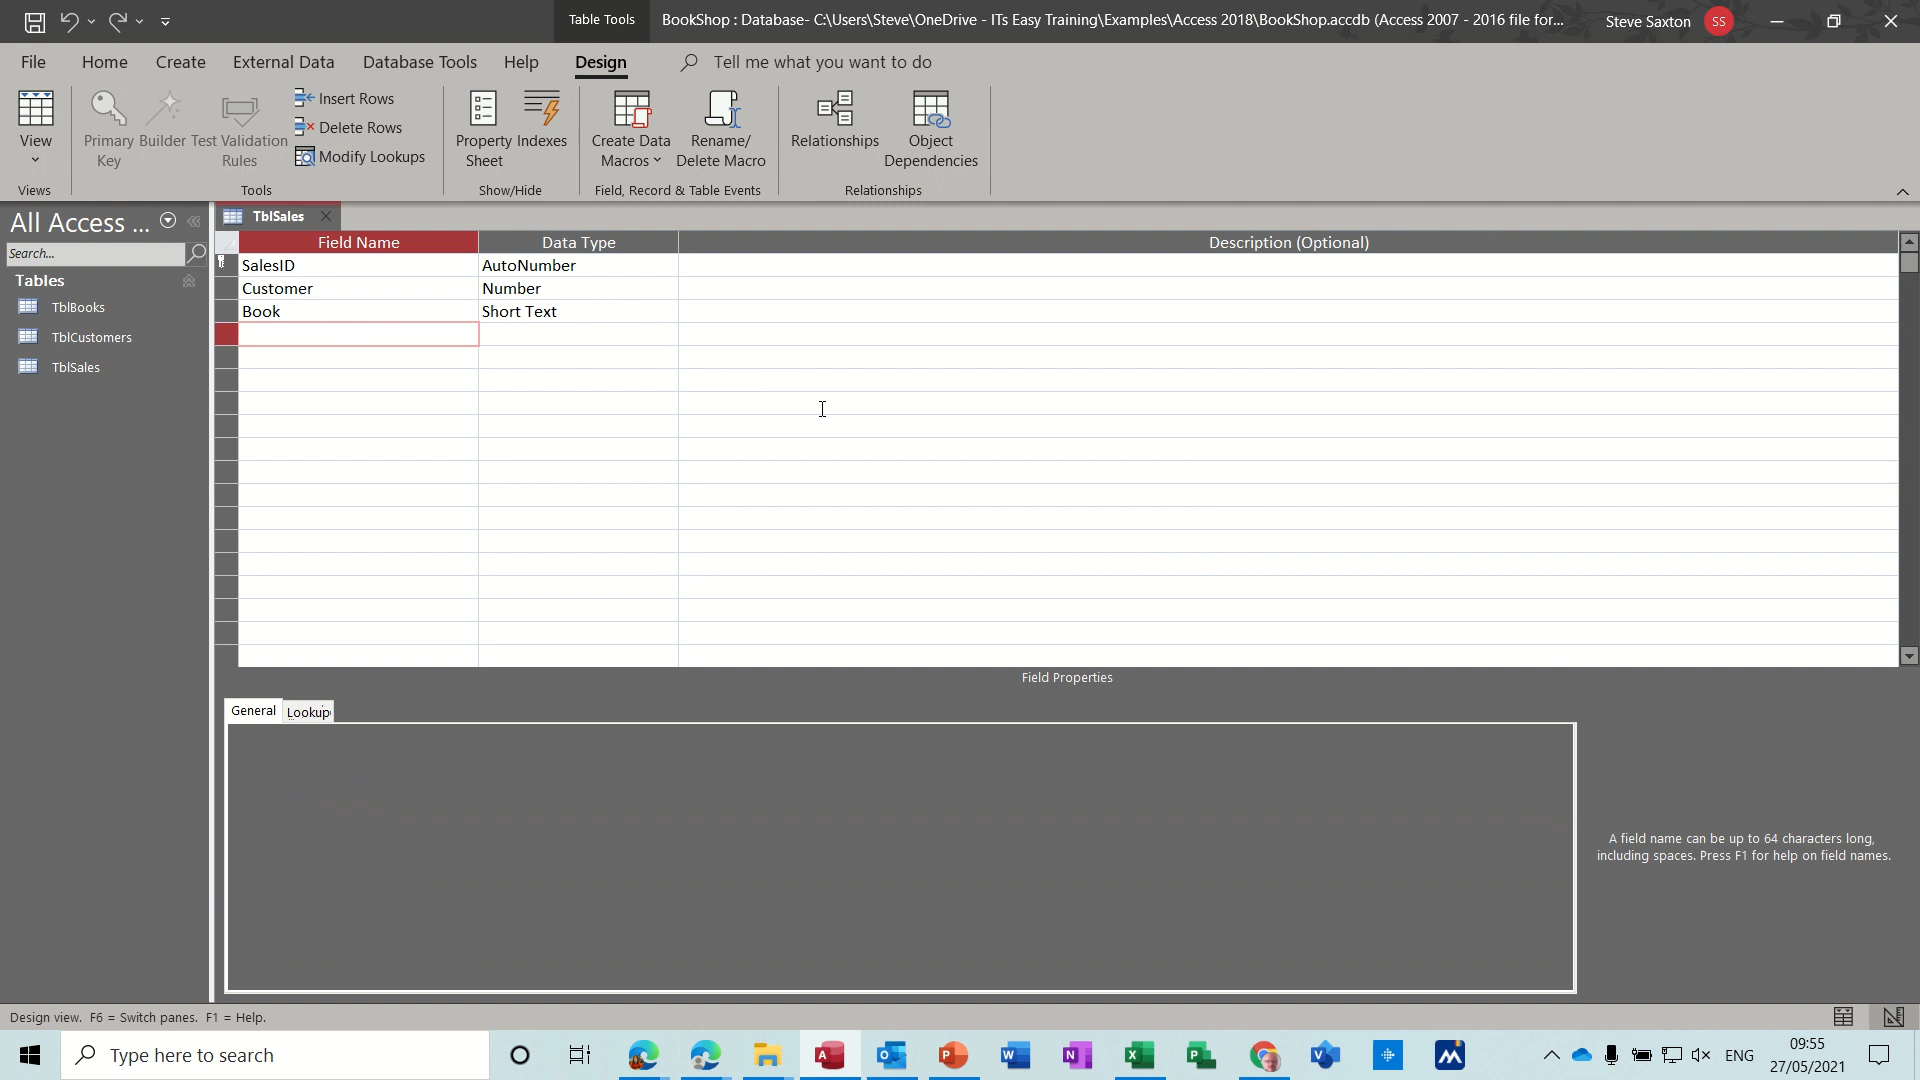 Table Tools
BookShop : Database- C:\Users\Steve\OneDrive - ITs Easy Training\Examples\Access 2018\BookShop.accdb (Access 2007 - 2016 file for...
Steve Saxton
SS
File
Home
Create
External Data
Database Tools
Help
Design
Tell me what you want to do
View
Primary
Key
Builder
Test Validation
Rules
Insert Rows
Delete Rows
Modify Lookups
Property
Sheet
Indexes
Create Data
Macros
Rename/
Delete Macro
Relationships
Object
Dependencies
Views
Tools
Show/Hide
Field, Record & Table Events
Relationships
All Access ...
Search...
Tables
TblBooks
TblCustomers
TblSales
TblSales
Field Name
Data Type
Description (Optional)
SalesID
AutoNumber
Customer
Number
Book
Short Text
Field Properties
General
Lookup
A field name can be up to 64 characters long,
including spaces. Press F1 for help on field names.
Design view. F6 = Switch panes. F1 = Help.
Type here to search
ENG
09:55
27/05/2021